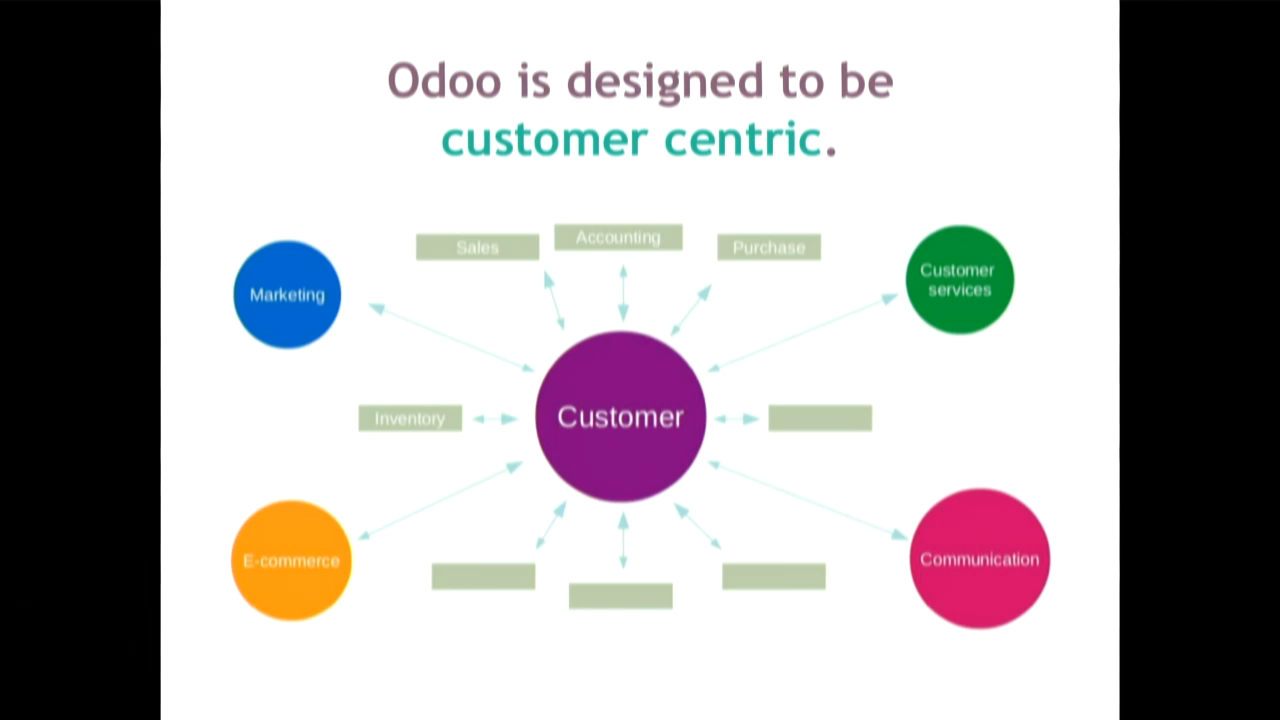 Odoo is designed to be
customer centric.
Sales
Accounting
Purchase
Marketing
Customer
services
Inventory
Customer
E-commerce
Communication